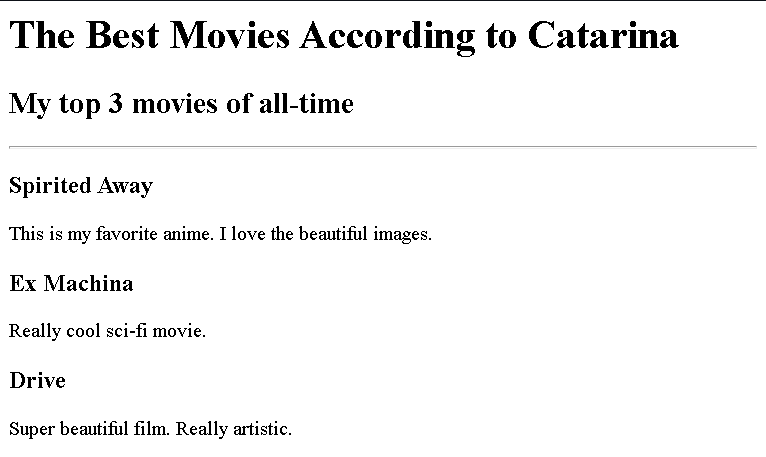 The Best Movies According to Catarina
My top 3 movies of all-time
Spirited Away
This is my favorite anime. I love the beautiful images.
Ex Machina
Really cool sci-fi movie.
Drive
Super beautiful film. Really artistic.